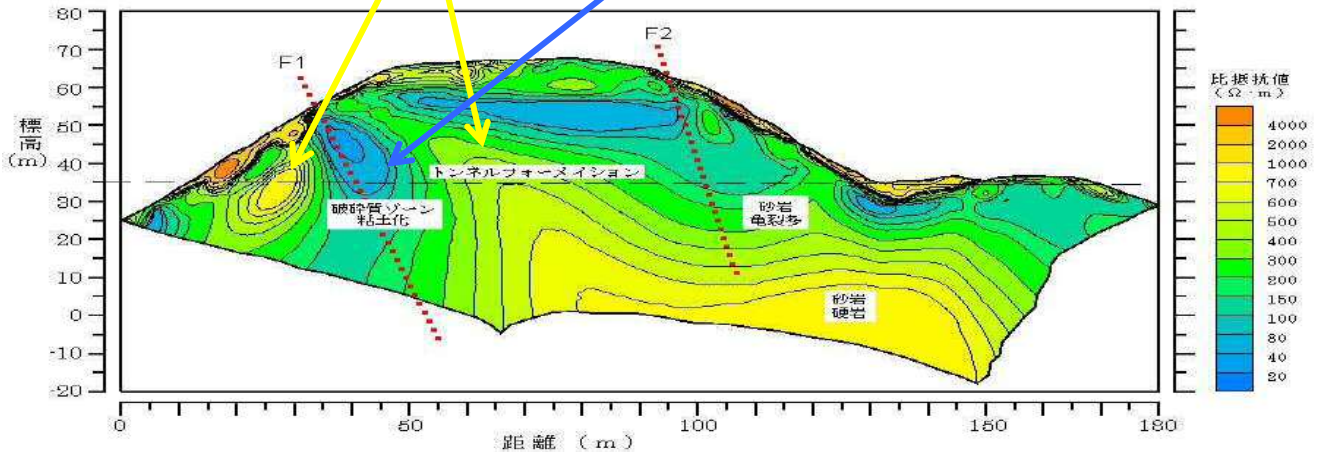 80
70
60
50
40
30
20
10
0
-10
-20
標高
(m)
F1
F2
トンネルフォーメイション
破砕質ゾーン
粘土化
砂岩
亀裂多
砂岩
硬岩
0
50
100
150
180
距離 (m)
比抵抗値
(Ω·m)
4000
2000
1000
700
600
500
400
300
200
150
100
80
40
20